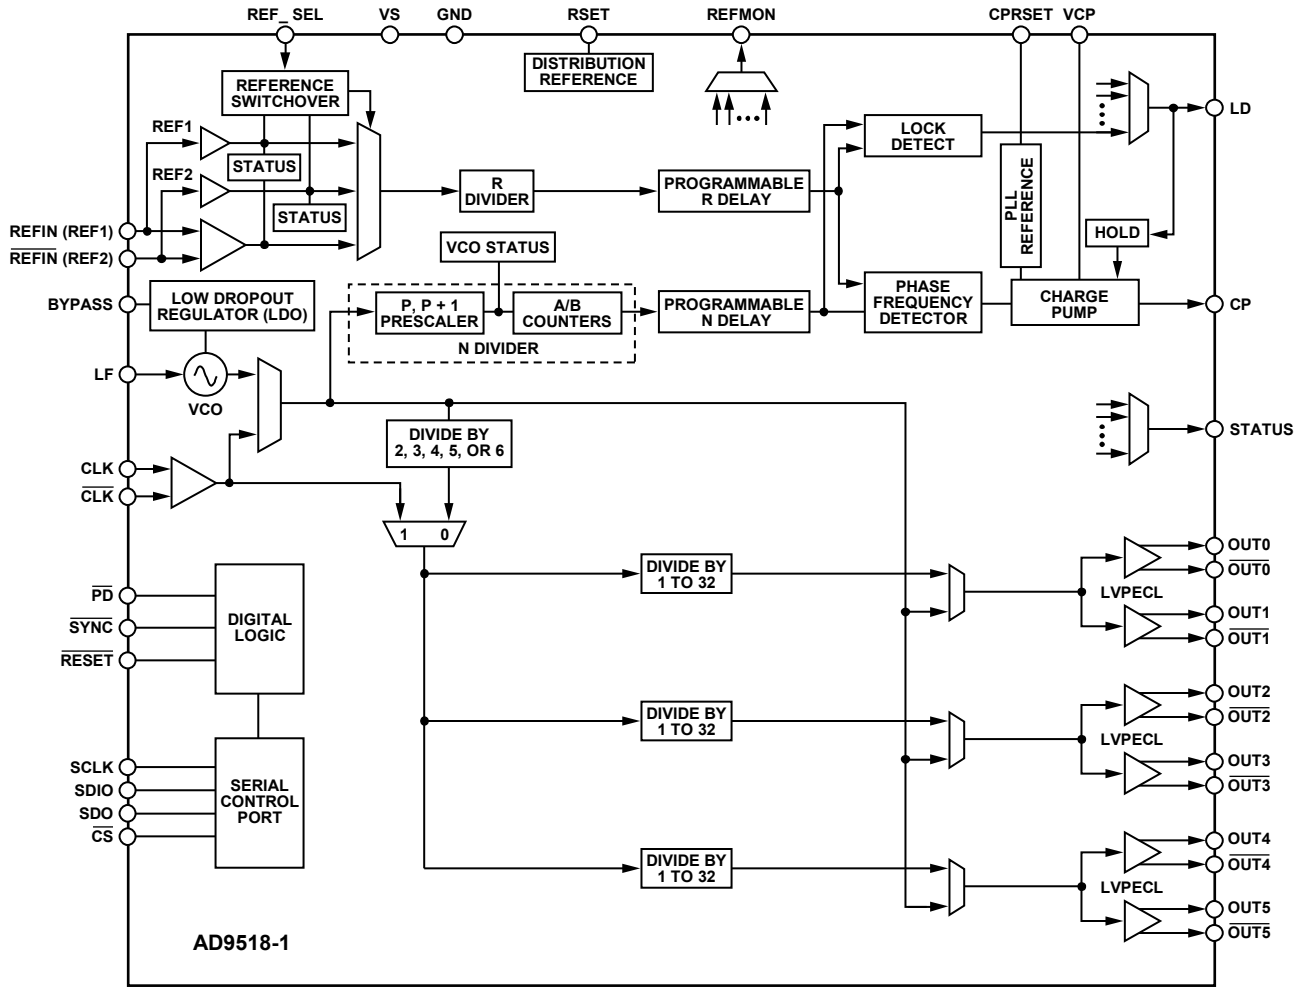 REF_SEL
VS
GND
RSET
REFMON
CPRSET
VCP
DISTRIBUTION
REFERENCE
REFERENCE
SWITCHOVER
REF1
STATUS
REF2
STATUS
LOCK
DETECT
LD
R
DIVIDER
PROGRAMMABLE
R DELAY
PLL
REFERENCE
HOLD
REFIN (REF1)
REFIN (REF2)
VCO STATUS
BYPASS
LOW DROPOUT
REGULATOR (LDO)
P, P + 1
PRESCALER
A/B
COUNTERS
N DIVIDER
PROGRAMMABLE
N DELAY
PHASE
FREQUENCY
DETECTOR
CHARGE
PUMP
CP
LF
VCO
STATUS
DIVIDE BY
2, 3, 4, 5, OR 6
CLK
CLK
1 0
DIVIDE BY
1 TO 32
OUT0
OUT0
LVPECL
OUT1
OUT1
PD
SYNC
RESET
DIGITAL
LOGIC
DIVIDE BY
1 TO 32
OUT2
OUT2
LVPECL
OUT3
OUT3
SCLK
SDIO
SDO
CS
SERIAL
CONTROL
PORT
DIVIDE BY
1 TO 32
OUT4
OUT4
LVPECL
OUT5
OUT5
AD9518-1